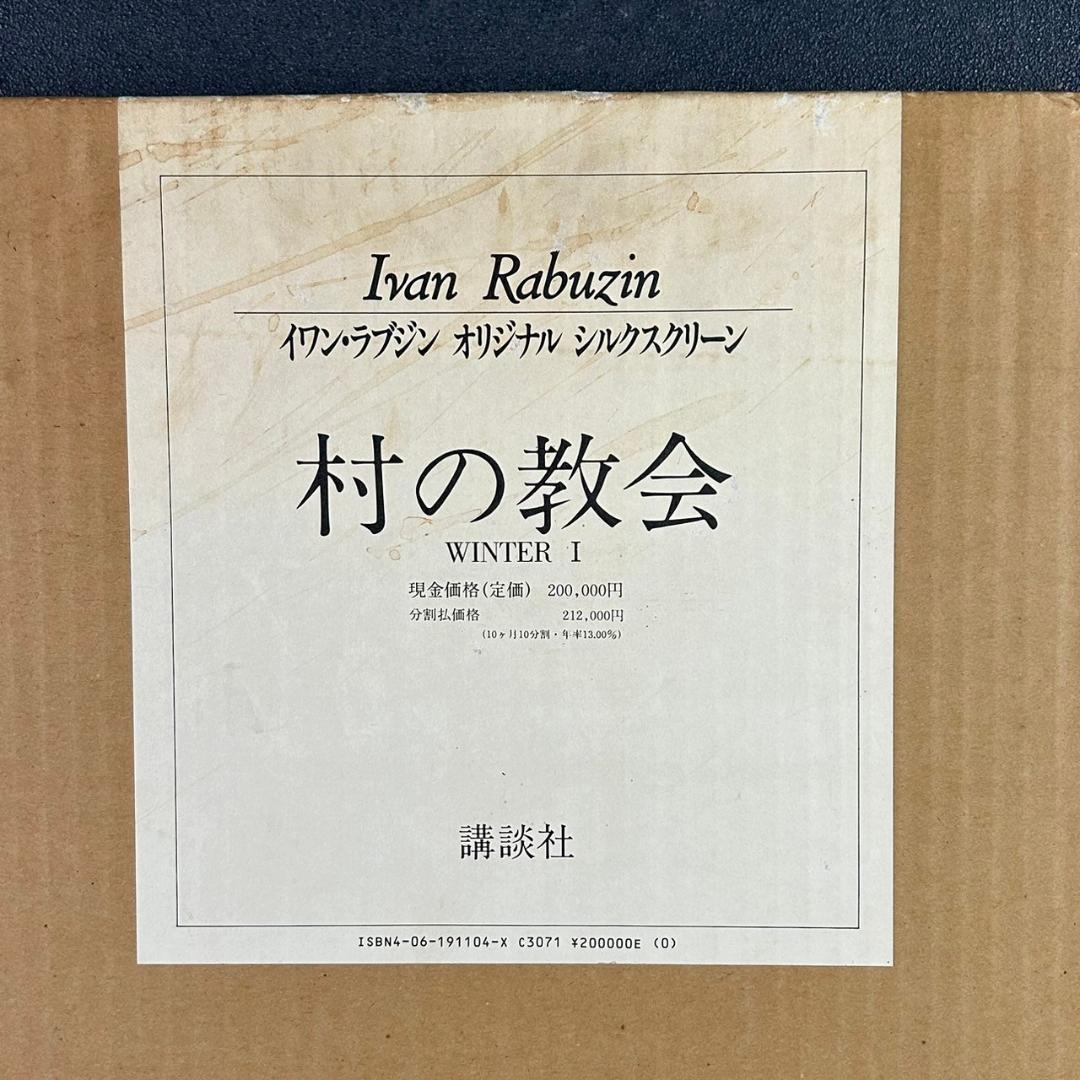 Ivan Rabuzin
イワン・ラブジン オリジナル シルクスクリーン
村の教会
WINTER I
現金価格(定価) 200,000円
分割払価格 212,000円
(10ヶ月10分割・年率13.00%)
講談社
ISBN4-06-191104-X C3071 ¥200000E (0)